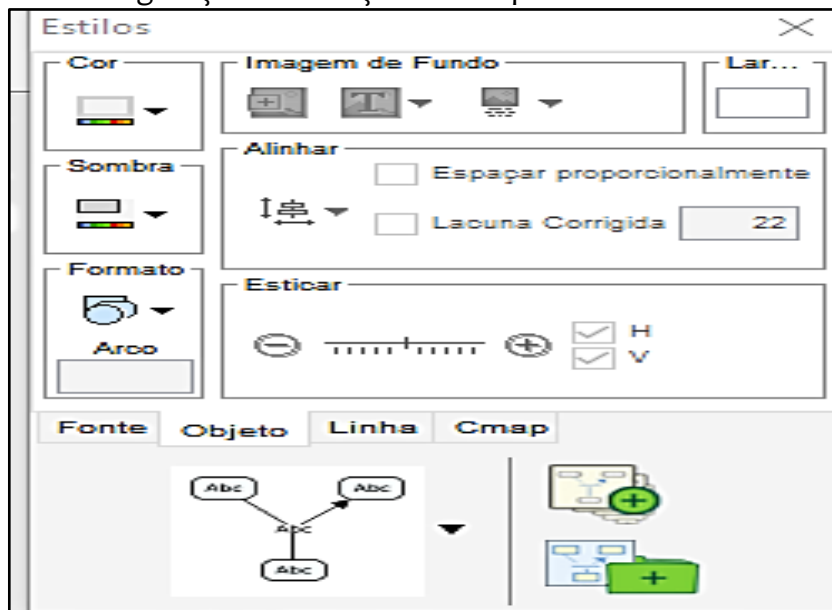 Estilos
Cor
Imagem de Fundo
Lar...
T
Sombra
Alinhar
Espaçar proporcionalmente
Lacuna Corrigida 22
Formato
Arco
Esticar
H
V
Fonte Objeto Linha Cmap
Abc Abc
Abc
Abc